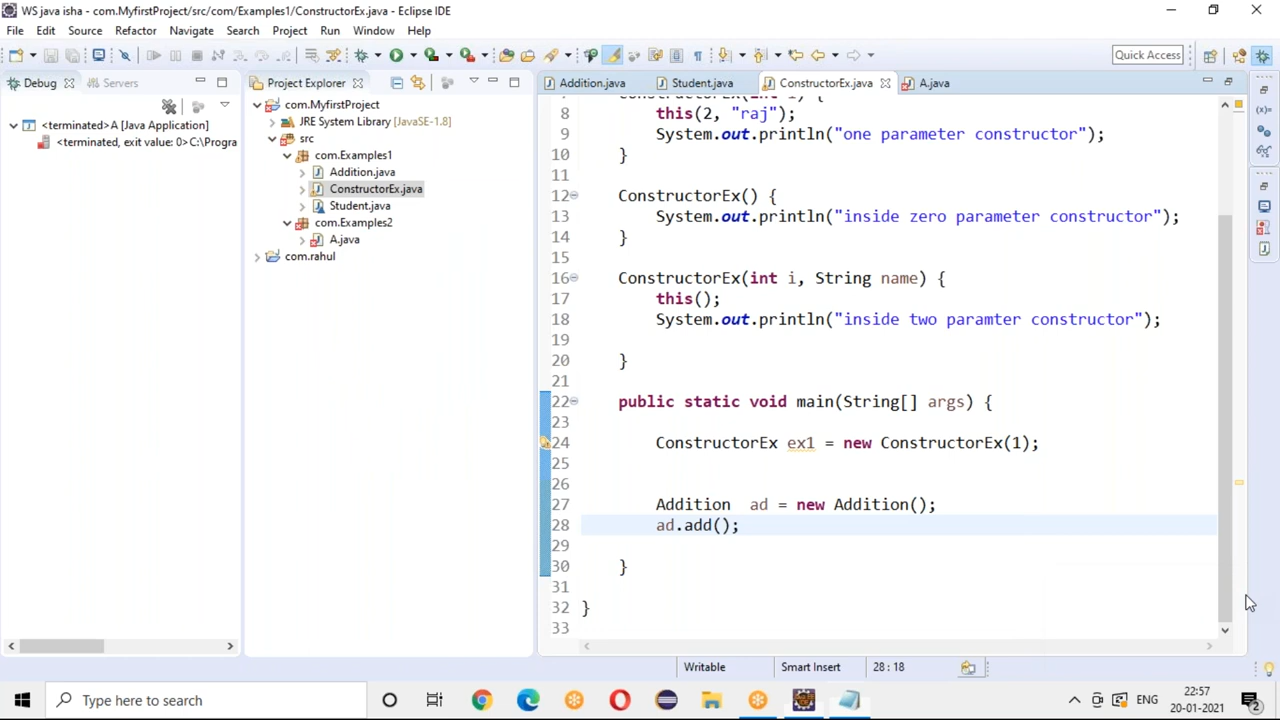 WS java isha - com.MyfirstProject/src/com/Examples1/ConstructorEx.java - Eclipse IDE
File Edit Source Refactor Navigate Search Project Run Window Help
Quick Access
Debug Servers
Project Explorer
Addition.java Student.java ConstructorEx.java A.java
<terminated>A [Java Application]
<terminated, exit value: 0>C:\Progra
com.MyfirstProject
JRE System Library [JavaSE-1.8]
src
com.Examples1
Addition.java
ConstructorEx.java
Student.java
com.Examples2
A.java
com.rahul
7 ConstructorEx(int i) {
8 this(2, "raj");
9 System.out.println("one parameter constructor");
10 }
11
12 ConstructorEx() {
13 System.out.println("inside zero parameter constructor");
14 }
15
16 ConstructorEx(int i, String name) {
17 this();
18 System.out.println("inside two paramter constructor");
19
20 }
21
22 public static void main(String[] args) {
23
24 ConstructorEx ex1 = new ConstructorEx(1);
25
26
27 Addition ad = new Addition();
28 ad.add();
29
30 }
31
32 }
33
Writable Smart Insert 28 : 18
Type here to search
ENG
22:57
20-01-2021
2